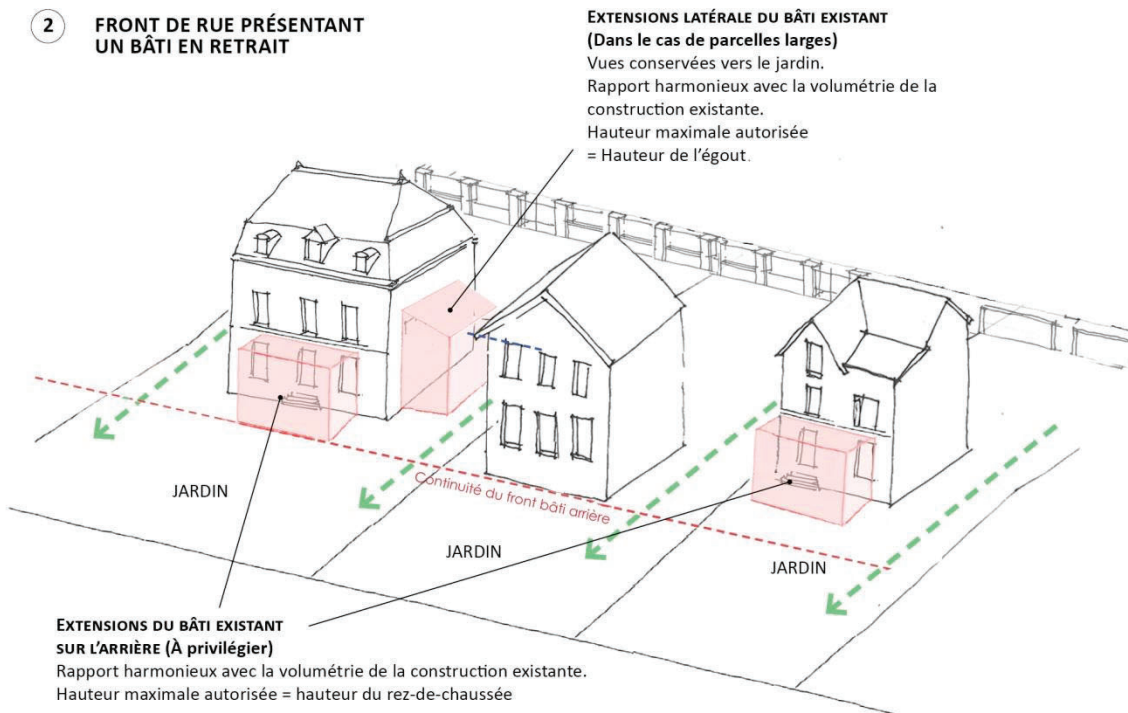 2
FRONT DE RUE PRÉSENTANT
UN BÂTI EN RETRAIT
EXTENSIONS LATÉRALE DU BÂTI EXISTANT
(Dans le cas de parcelles larges)
Vues conservées vers le jardin.
Rapport harmonieux avec la volumétrie de la
construction existante.
Hauteur maximale autorisée
= Hauteur de l'égout
JARDIN
Continuité du front bâti arrière
JARDIN
JARDIN
EXTENSIONS DU BÂTI EXISTANT
SUR L'ARRIÈRE (À privilégier)
Rapport harmonieux avec la volumétrie de la construction existante.
Hauteur maximale autorisée = hauteur du rez-de-chaussée